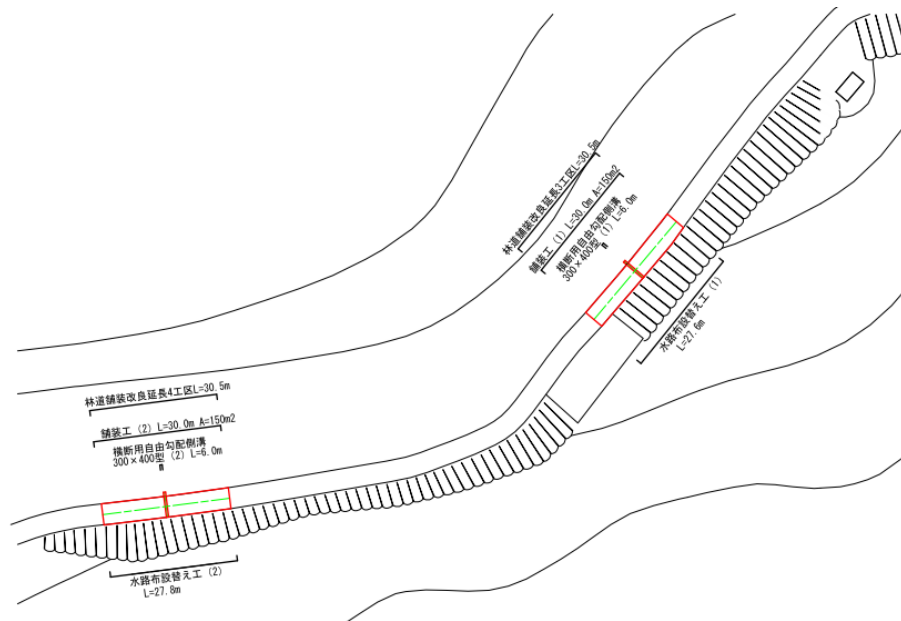 林道舗装改良延長3工区L=30.5m
舗装工 (1) L=30.0m A=150m2
横断用自由勾配側溝
300×400型 (1) L=6.0m
水路布設替え工 (1)
L=27.6m
林道舗装改良延長4工区L=30.5m
舗装工 (2) L=30.0m A=150m2
横断用自由勾配側溝
300×400型 (2) L=6.0m
水路布設替え工 (2)
L=27.8m